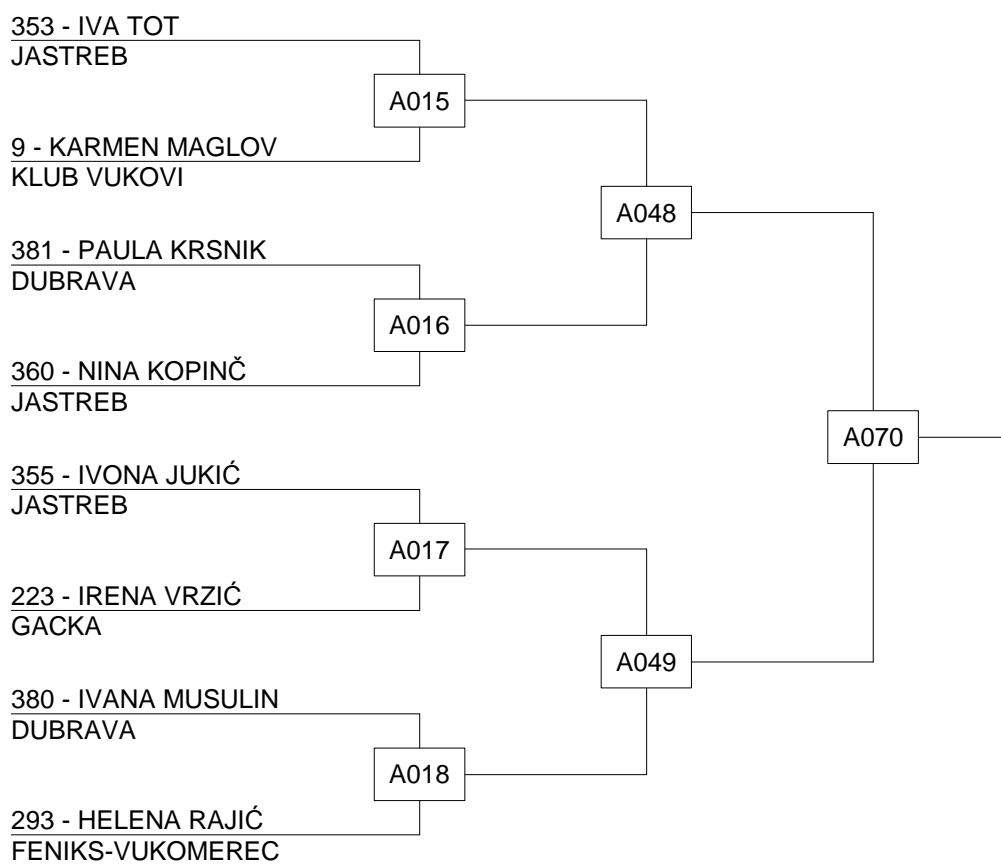 353 - IVA TOT
JASTREB
A015
9 - KARMEN MAGLOV
KLUB VUKOVI
A048
381 - PAULA KRSNIK
DUBRAVA
A016
360 - NINA KOPINČ
JASTREB
A070
355 - IVONA JUKIĆ
JASTREB
A017
223 - IRENA VRZIĆ
GACKA
A049
380 - IVANA MUSULIN
DUBRAVA
A018
293 - HELENA RAJIĆ
FENIKS-VUKOMEREC